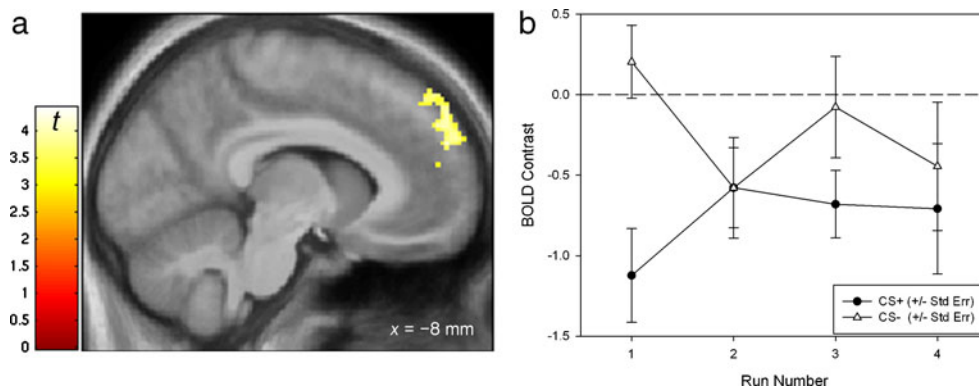 a
t
4
3.5
3
2.5
2
1.5
1
0.5
0
x = −8 mm
b
0.5
0.0
-0.5
-1.0
-1.5
BOLD Contrast
CS+ (+/- Std Err)
CS- (+/- Std Err)
1 2 3 4
Run Number